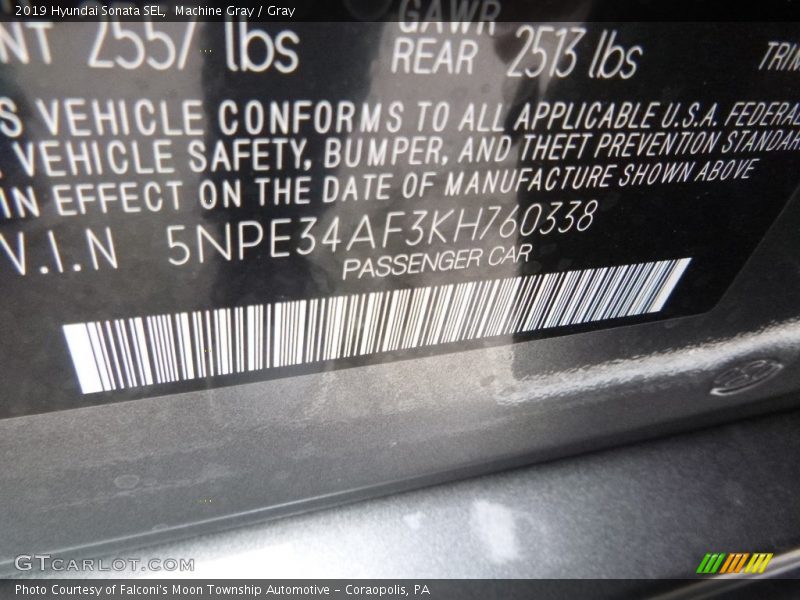 2019 Hyundai Sonata SEL, Machine Gray / Gray
GAWR
NT 2557 lbs REAR 2513 lbs TRIM
S VEHICLE CONFORMS TO ALL APPLICABLE U.S.A. FEDERAL
VEHICLE SAFETY, BUMPER, AND THEFT PREVENTION STANDAR
IN EFFECT ON THE DATE OF MANUFACTURE SHOWN ABOVE
V.I.N 5NPE34AF3KH760338
PASSENGER CAR
GTCARLOT.COM
Photo Courtesy of Falconi's Moon Township Automotive – Coraopolis, PA